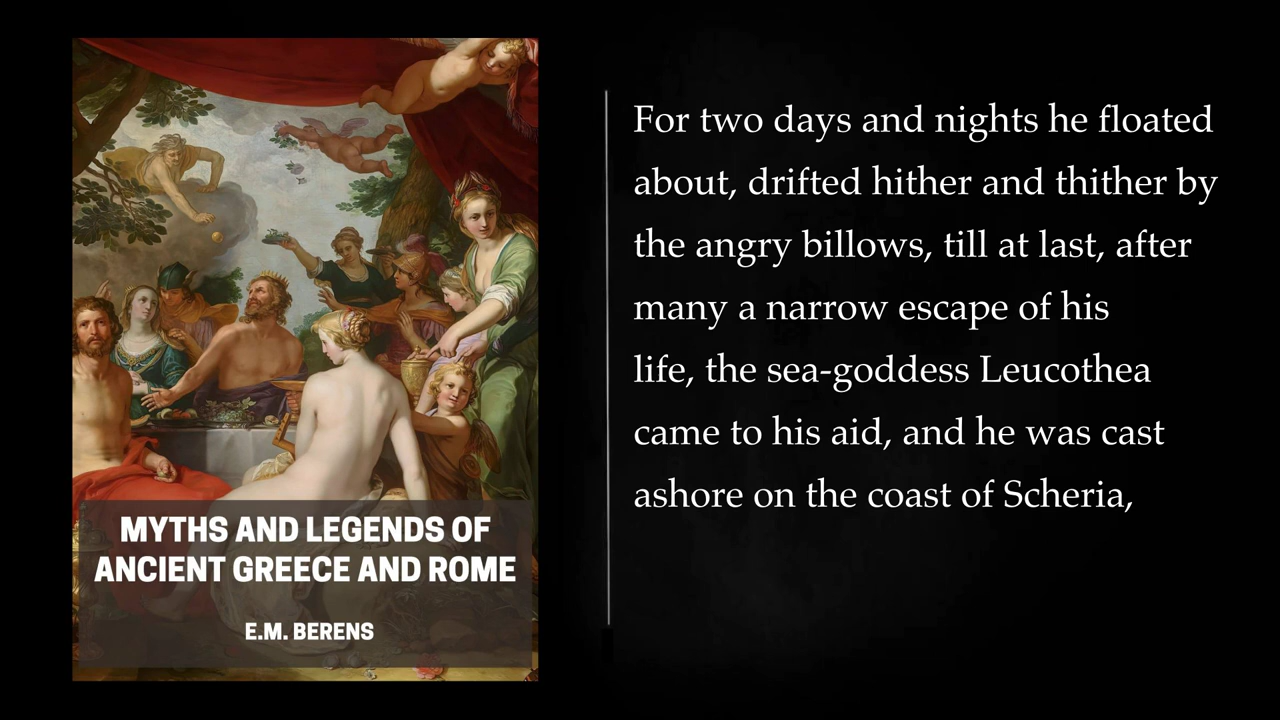 MYTHS AND LEGENDS OF
ANCIENT GREECE AND ROME
E.M. BERENS
For two days and nights he floated
about, drifted hither and thither by
the angry billows, till at last, after
many a narrow escape of his
life, the sea-goddess Leucothea
came to his aid, and he was cast
ashore on the coast of Scheria,